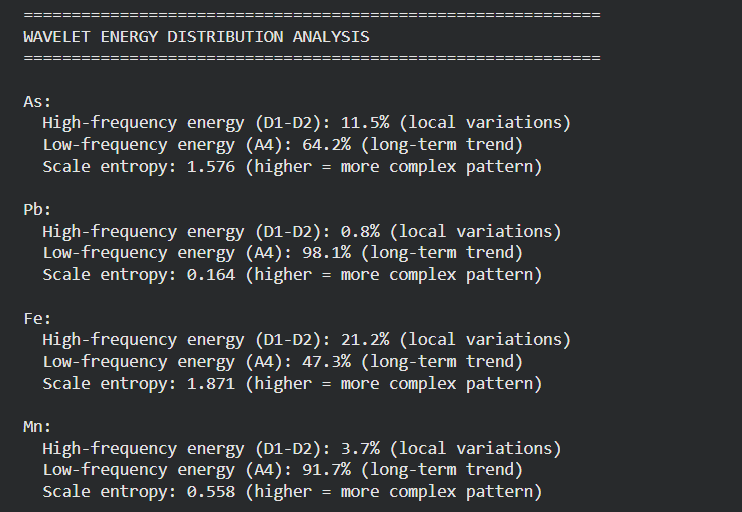 ============================================================
WAVELET ENERGY DISTRIBUTION ANALYSIS
============================================================
As:
High-frequency energy (D1-D2): 11.5% (local variations)
Low-frequency energy (A4): 64.2% (long-term trend)
Scale entropy: 1.576 (higher = more complex pattern)
Pb:
High-frequency energy (D1-D2): 0.8% (local variations)
Low-frequency energy (A4): 98.1% (long-term trend)
Scale entropy: 0.164 (higher = more complex pattern)
Fe:
High-frequency energy (D1-D2): 21.2% (local variations)
Low-frequency energy (A4): 47.3% (long-term trend)
Scale entropy: 1.871 (higher = more complex pattern)
Mn:
High-frequency energy (D1-D2): 3.7% (local variations)
Low-frequency energy (A4): 91.7% (long-term trend)
Scale entropy: 0.558 (higher = more complex pattern)